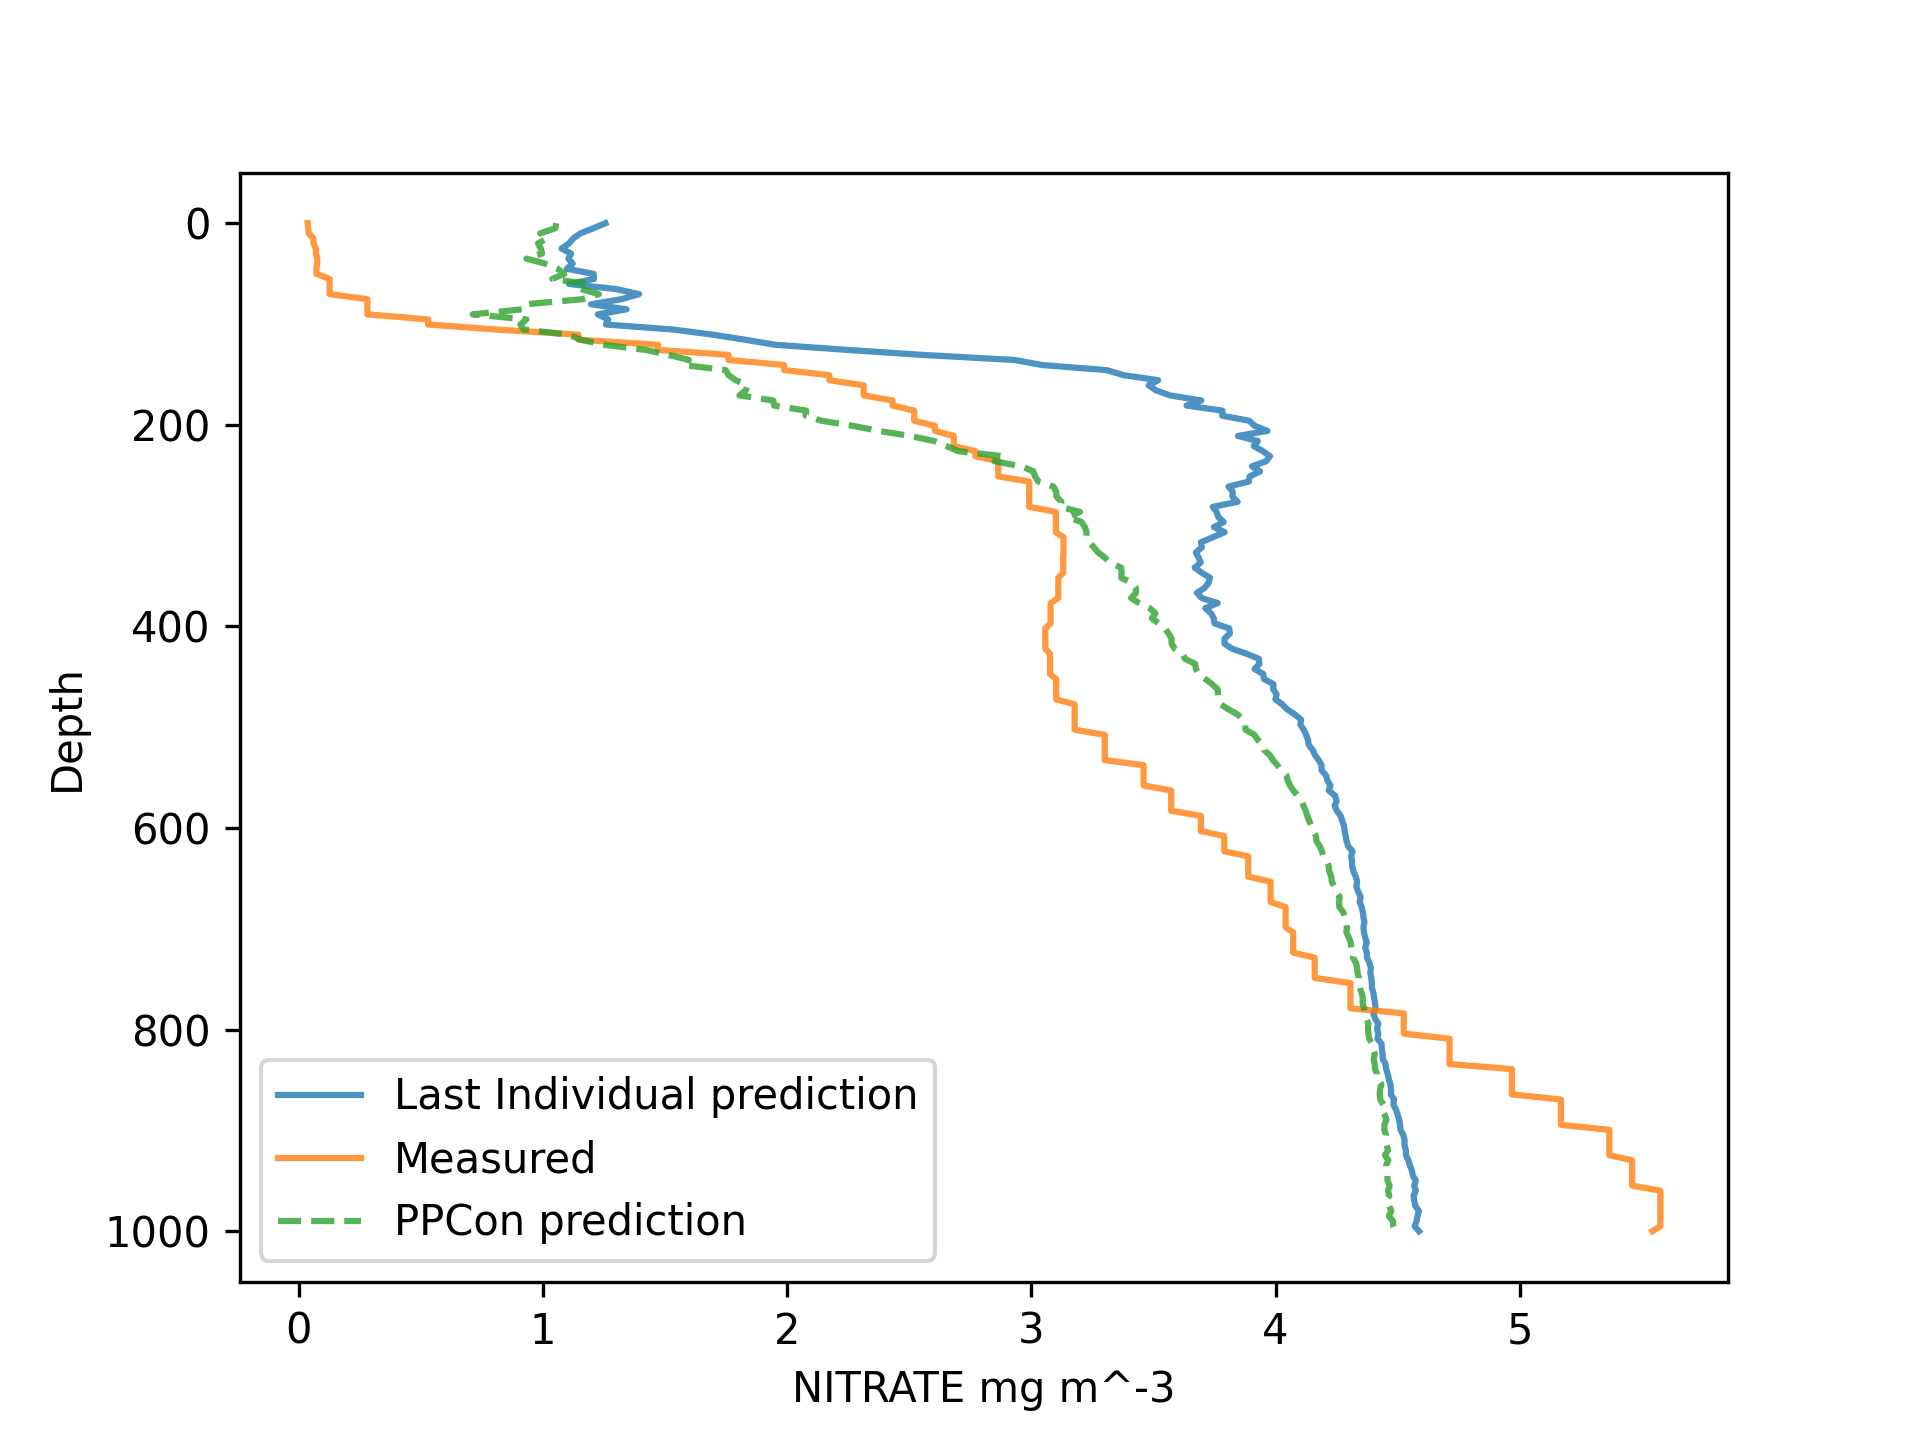 0
200
400
600
800
1000
Depth
Last Individual prediction
Measured
PPCon prediction
0 1 2 3 4 5
NITRATE mg m^-3